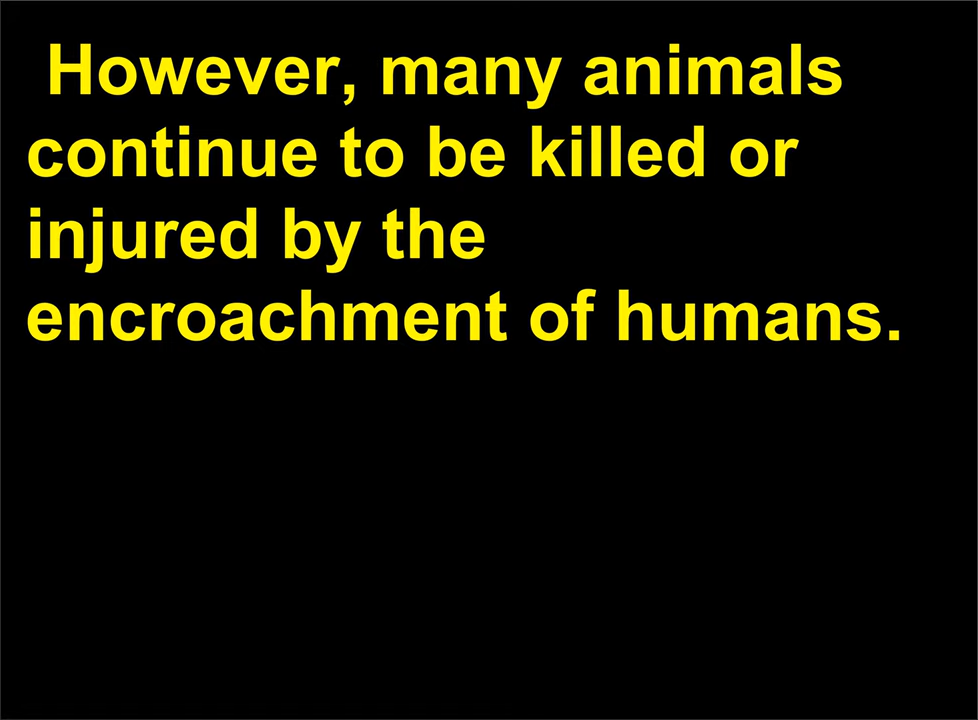 However, many animals
continue to be killed or
injured by the
encroachment of humans.